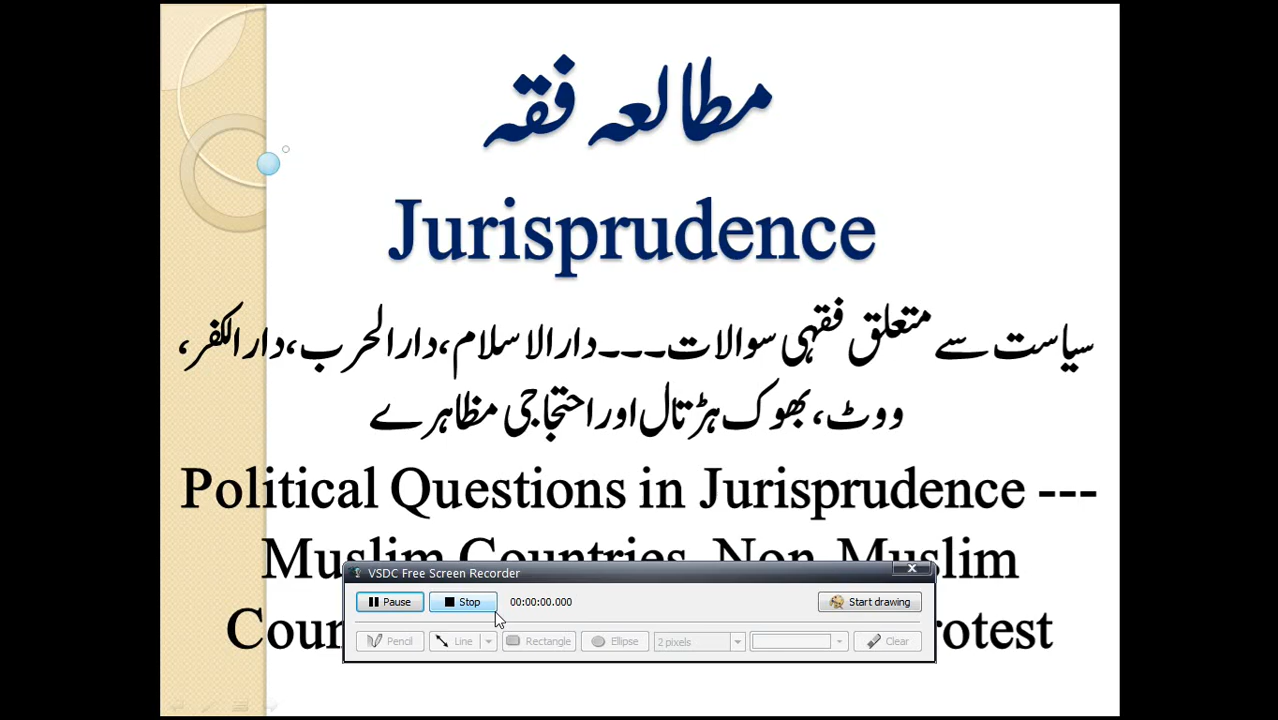 مطالعہ فقہ
Jurisprudence
سیاست سے متعلق فقہی سوالات۔۔۔دارالاسلام،دارالحرب،دارالکفر،
ووٹ، بھوک ہڑتال اور احتجاجی مظاہرے
Political Questions in Jurisprudence ---
Muslim Countries, Non-Muslim
rotest
VSDC Free Screen Recorder
Pause Stop 00:00:00.000 Start drawing
Pencil Line Rectangle Ellipse 2 pixels Clear